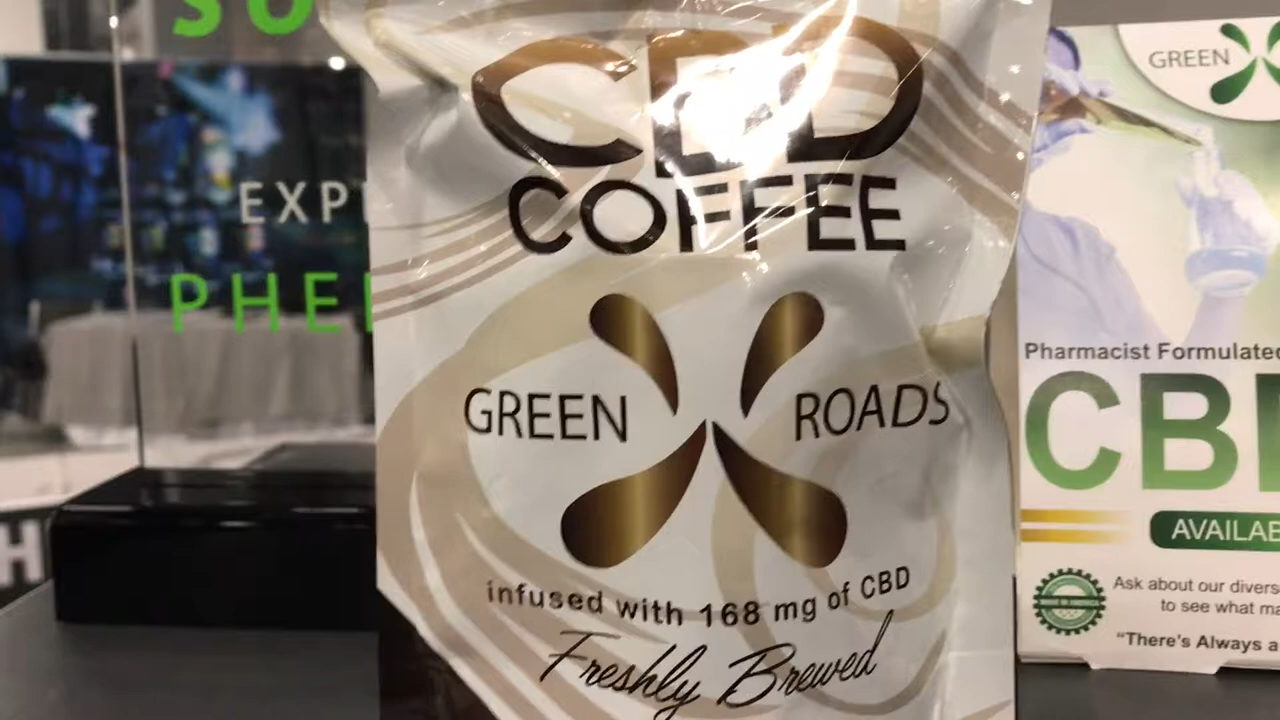 SU
EXP
PHE
CBD
COFFEE
GREEN ROADS
infused with 168 mg of CBD
Freshly Brewed
GREEN
Pharmacist Formulated
CB
AVAILAB
Ask about our divers
to see what ma
"There's Always a